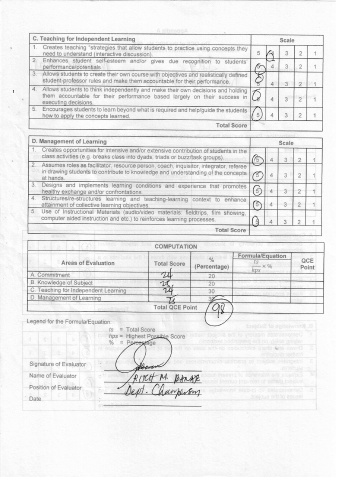 C. Teaching for Independent Learning Scale
1. Creates teaching strategies that allow students to practice using concepts they need to understand (interactive discussion). 5 4 3 2 1
2. Enhances student self-esteem and/or gives due recognition to students' performance/potentials. 5 4 3 2 1
3. Allows students to create their own course with objectives and realistically defined student-professor rules and make them accountable for their performance. 5 4 3 2 1
4. Allows students to think independently and make their own decisions and holding them accountable for their performance based largely on their success in executing decisions. 5 4 3 2 1
5. Encourages students to learn beyond what is required and help/guide the students how to apply the concepts learned. 5 4 3 2 1
Total Score
D. Management of Learning Scale
1. Creates opportunities for intensive and/or extensive contribution of students in the class activities (e.g. breaks class into dyads, triads or buzz/task groups). 5 4 3 2 1
2. Assumes roles as facilitator, resource person, coach, inquisitor, integrator, referee in drawing students to contribute to knowledge and understanding of the concepts at hands. 5 4 3 2 1
3. Designs and implements learning conditions and experience that promotes healthy exchange and/or confrontations. 5 4 3 2 1
4. Structures/re-structures learning and teaching-learning context to enhance attainment of collective learning objectives. 5 4 3 2 1
5. Use of Instructional Materials (audio/video materials: fieldtrips, film showing, computer aided instruction and etc.) to reinforces learning processes. 5 4 3 2 1
Total Score
COMPUTATION
Areas of Evaluation Total Score % (Percentage) Formula/Equation ts/hps × % QCE Point
A. Commitment 24 30
B. Knowledge of Subject 25 20
C. Teaching for Independent Learning 24 30
D. Management of Learning 25
Total QCE Point 98
Legend for the Formula/Equation:
ts = Total Score
hps = Highest Possible Score
% = Percentage
Signature of Evaluator
Name of Evaluator
Position of Evaluator Dept. Chairperson
Date